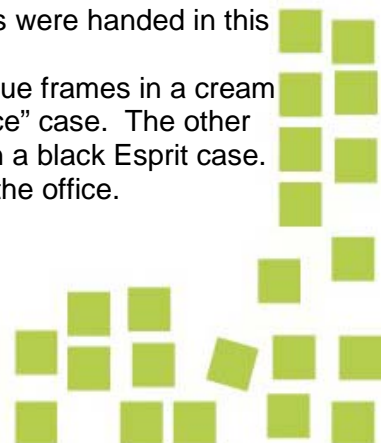 s were handed in this
ue frames in a cream
ce” case. The other
n a black Esprit case.
the office.